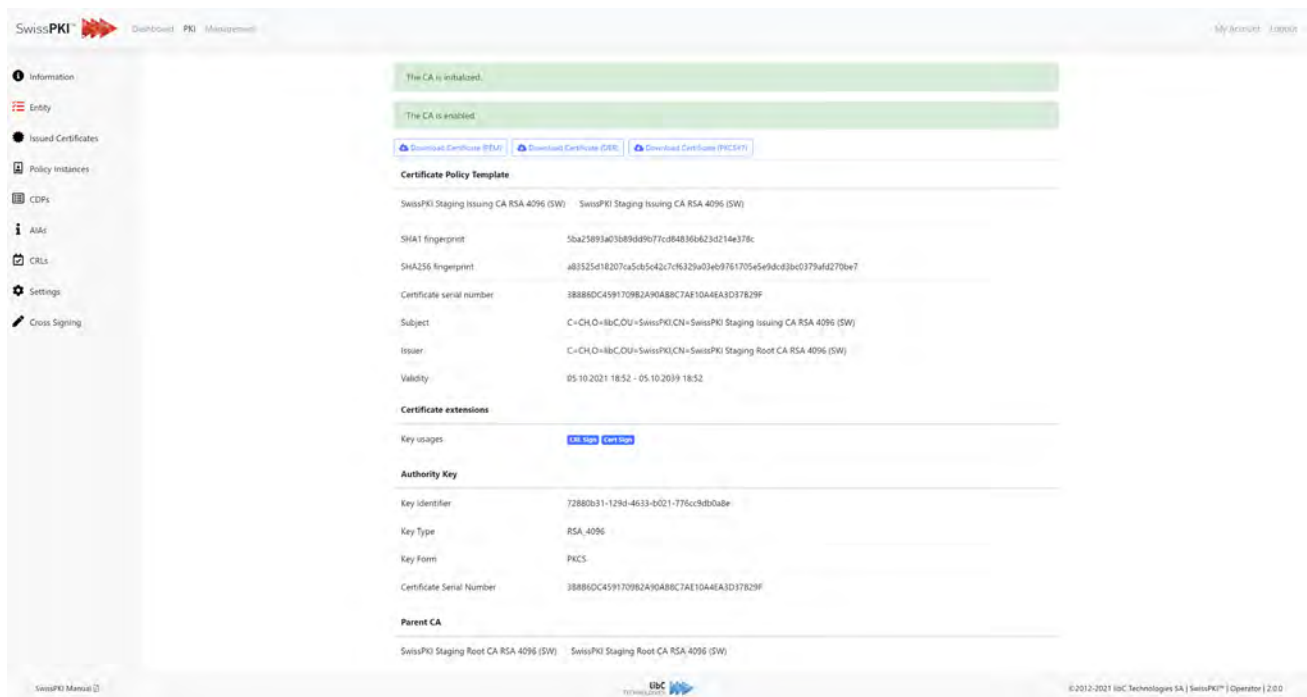 SwissPKI™ Dashboard PKI Management My Account Logout
Information
Entity
Issued Certificates
Policy Instances
CDPs
AIAs
CRLs
Settings
Cross Signing
The CA is initialized.
The CA is enabled.
Download Certificate (PEM) Download Certificate (DER) Download Certificate (PKCS#7)
Certificate Policy Template
SwissPKI Staging Issuing CA RSA 4096 (SW) SwissPKI Staging Issuing CA RSA 4096 (SW)
SHA1 fingerprint
SHA256 fingerprint
Certificate serial number
Subject C=CH,O=libC,OU=SwissPKI,CN=SwissPKI Staging Issuing CA RSA 4096 (SW)
Issuer C=CH,O=libC,OU=SwissPKI,CN=SwissPKI Staging Root CA RSA 4096 (SW)
Validity 05.10.2021 18:52 - 05.10.2039 18:52
Certificate extensions
Key usages CRL Sign Cert Sign
Authority Key
Key Identifier 72880b31-129d-4633-b021-776cc9db0a8e
Key Type RSA_4096
Key Form PKCS
Certificate Serial Number
Parent CA
SwissPKI Staging Root CA RSA 4096 (SW) SwissPKI Staging Root CA RSA 4096 (SW)
SwissPKI Manual libC TECHNOLOGIES ©2012-2021 libC Technologies SA | SwissPKI™ | Operator | 2.0.0